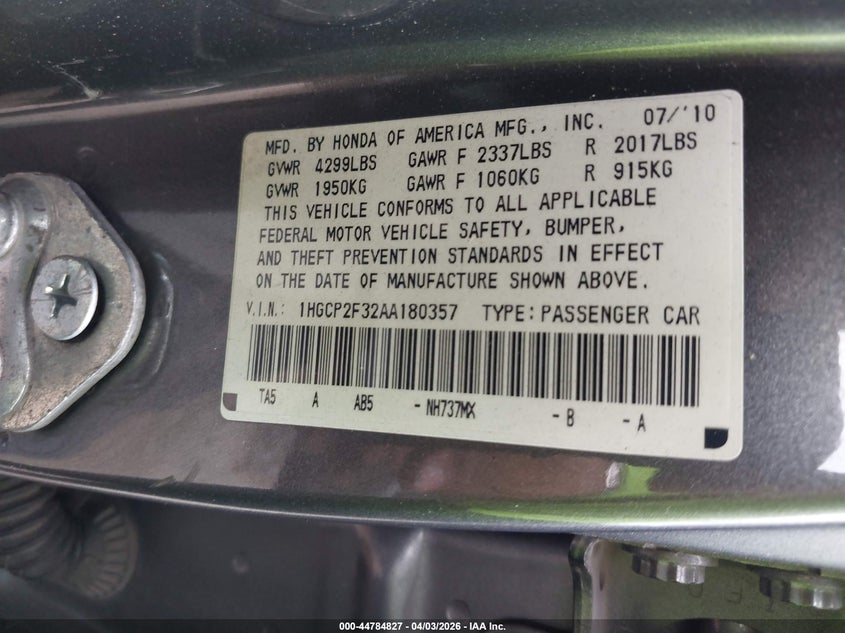 MFD. BY HONDA OF AMERICA MFG., INC. 07/'10
GVWR 4299LBS GAWR F 2337LBS R 2017LBS
GVWR 1950KG GAWR F 1060KG R 915KG
THIS VEHICLE CONFORMS TO ALL APPLICABLE
FEDERAL MOTOR VEHICLE SAFETY, BUMPER,
AND THEFT PREVENTION STANDARDS IN EFFECT
ON THE DATE OF MANUFACTURE SHOWN ABOVE.
V.I.N.: 1HGCP2F32AA180357 TYPE: PASSENGER CAR
TA5 A AB5 - NH737MX - B - A
000-44784827 - 04/03/2026 - IAA Inc.